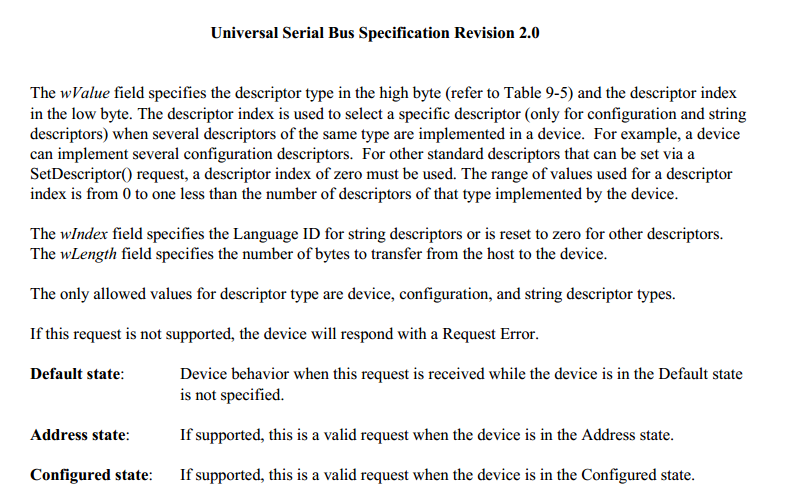 Universal Serial Bus Specification Revision 2.0
The wValue field specifies the descriptor type in the high byte (refer to Table 9-5) and the descriptor index
in the low byte. The descriptor index is used to select a specific descriptor (only for configuration and string
descriptors) when several descriptors of the same type are implemented in a device.  For example, a device
can implement several configuration descriptors.  For other standard descriptors that can be set via a
SetDescriptor() request, a descriptor index of zero must be used. The range of values used for a descriptor
index is from 0 to one less than the number of descriptors of that type implemented by the device.
The wIndex field specifies the Language ID for string descriptors or is reset to zero for other descriptors.
The wLength field specifies the number of bytes to transfer from the host to the device.
The only allowed values for descriptor type are device, configuration, and string descriptor types.
If this request is not supported, the device will respond with a Request Error.
Default state: Device behavior when this request is received while the device is in the Default state
is not specified.
Address state: If supported, this is a valid request when the device is in the Address state.
Configured state: If supported, this is a valid request when the device is in the Configured state.